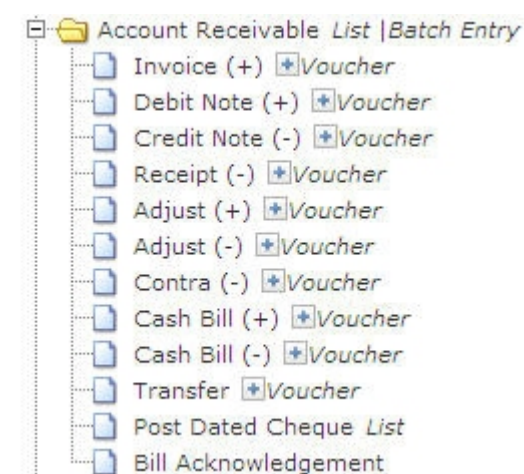 Account Receivable List |Batch Entry
Invoice (+) Voucher
Debit Note (+) Voucher
Credit Note (-) Voucher
Receipt (-) Voucher
Adjust (+) Voucher
Adjust (-) Voucher
Contra (-) Voucher
Cash Bill (+) Voucher
Cash Bill (-) Voucher
Transfer Voucher
Post Dated Cheque List
Bill Acknowledgement